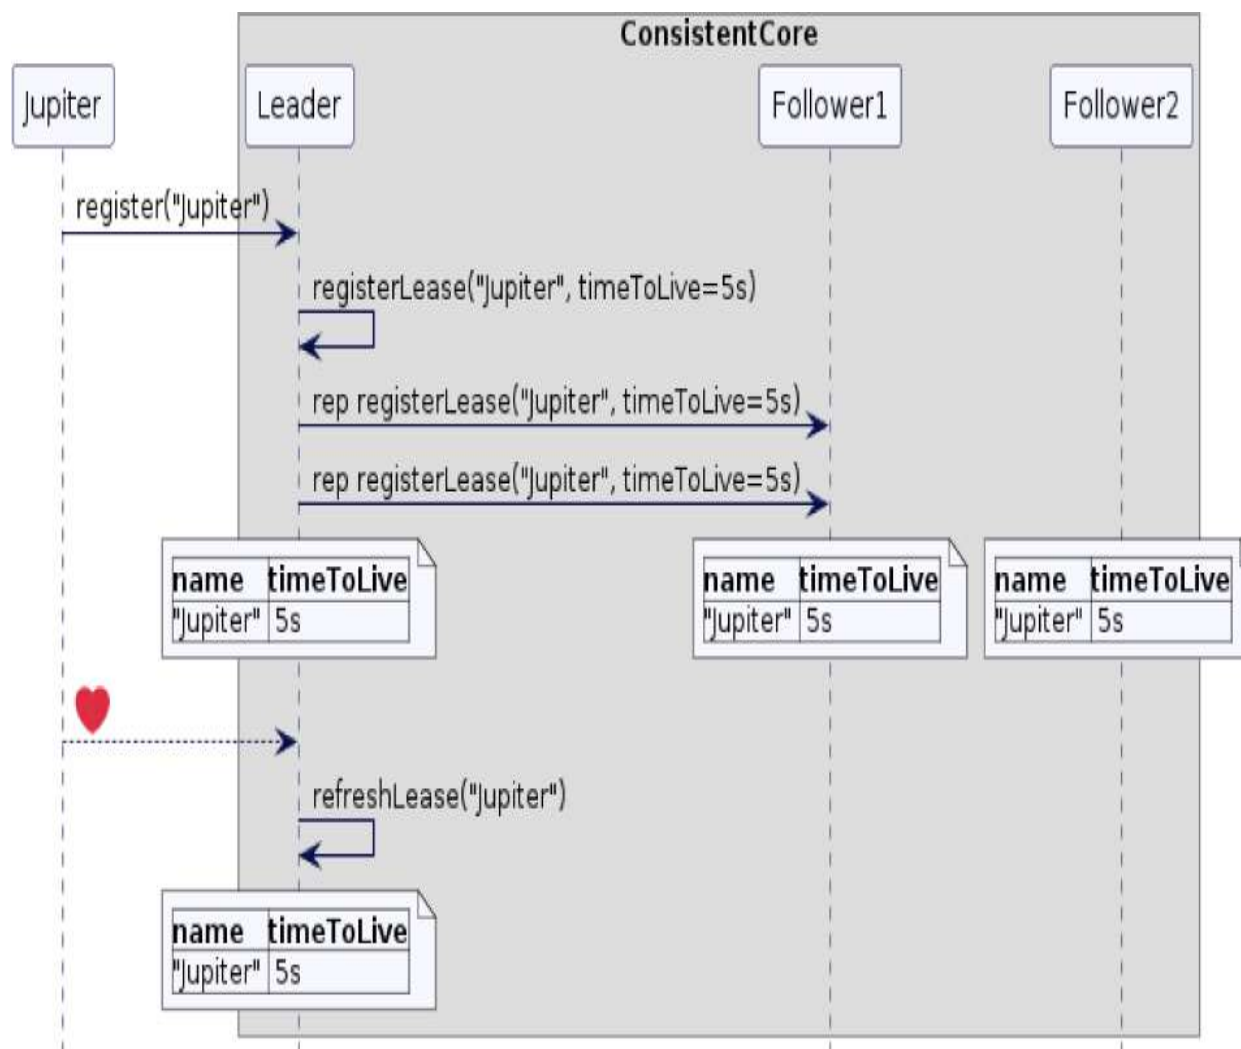 ConsistentCore
Jupiter
Leader
Follower1
Follower2
register("Jupiter")
registerLease("Jupiter", timeToLive=5s)
rep registerLease("Jupiter", timeToLive=5s)
rep registerLease("Jupiter", timeToLive=5s)
name timeToLive
"Jupiter" 5s
name timeToLive
"Jupiter" 5s
name timeToLive
"Jupiter" 5s
refreshLease("Jupiter")
name timeToLive
"Jupiter" 5s